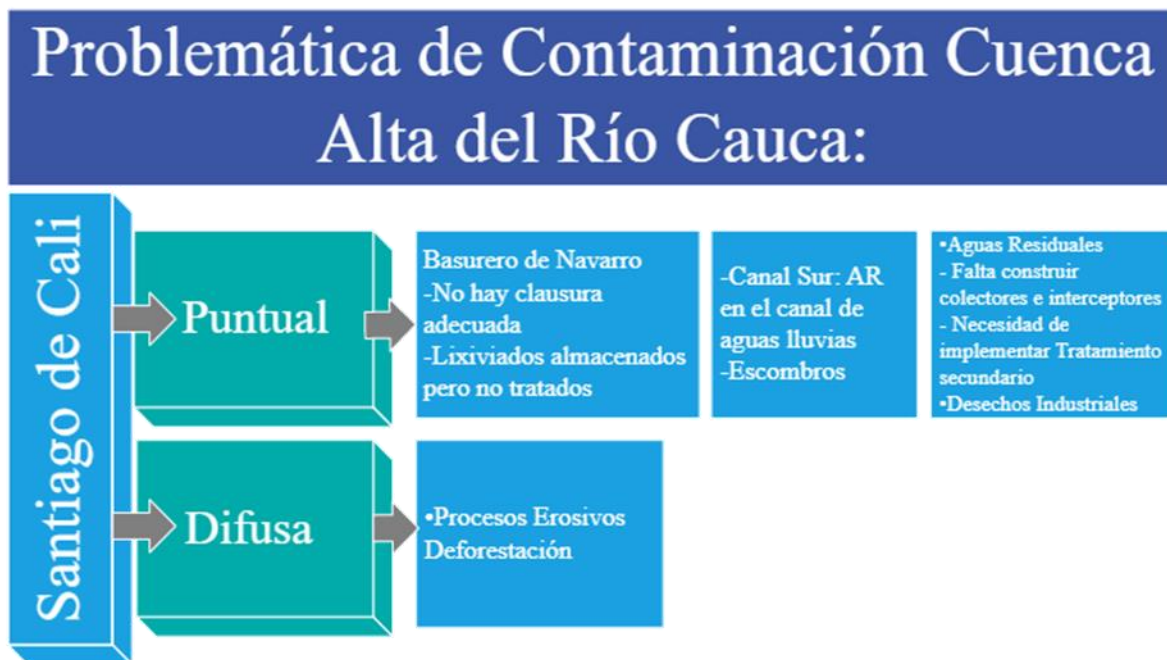 Problemática de Contaminación Cuenca
Alta del Río Cauca:
Santiago de Cali
Puntual
Basurero de Navarro
-No hay clausura
adecuada
-Lixiviados almacenados
pero no tratados
-Canal Sur: AR
en el canal de
aguas lluvias
-Escombros
•Aguas Residuales
- Falta construir
colectores e interceptores
- Necesidad de
implementar Tratamiento
secundario
•Desechos Industriales
Difusa
•Procesos Erosivos
Deforestación